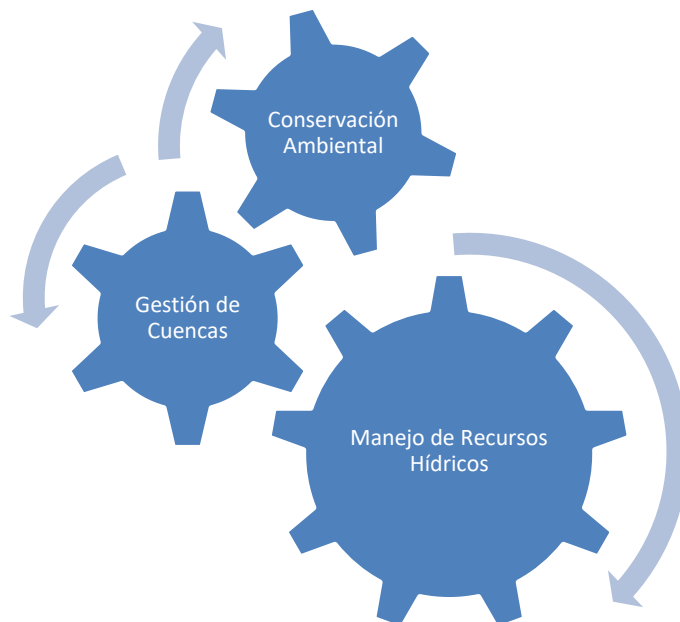 Conservación
Ambiental
Gestión de
Cuencas
Manejo de Recursos
Hídricos